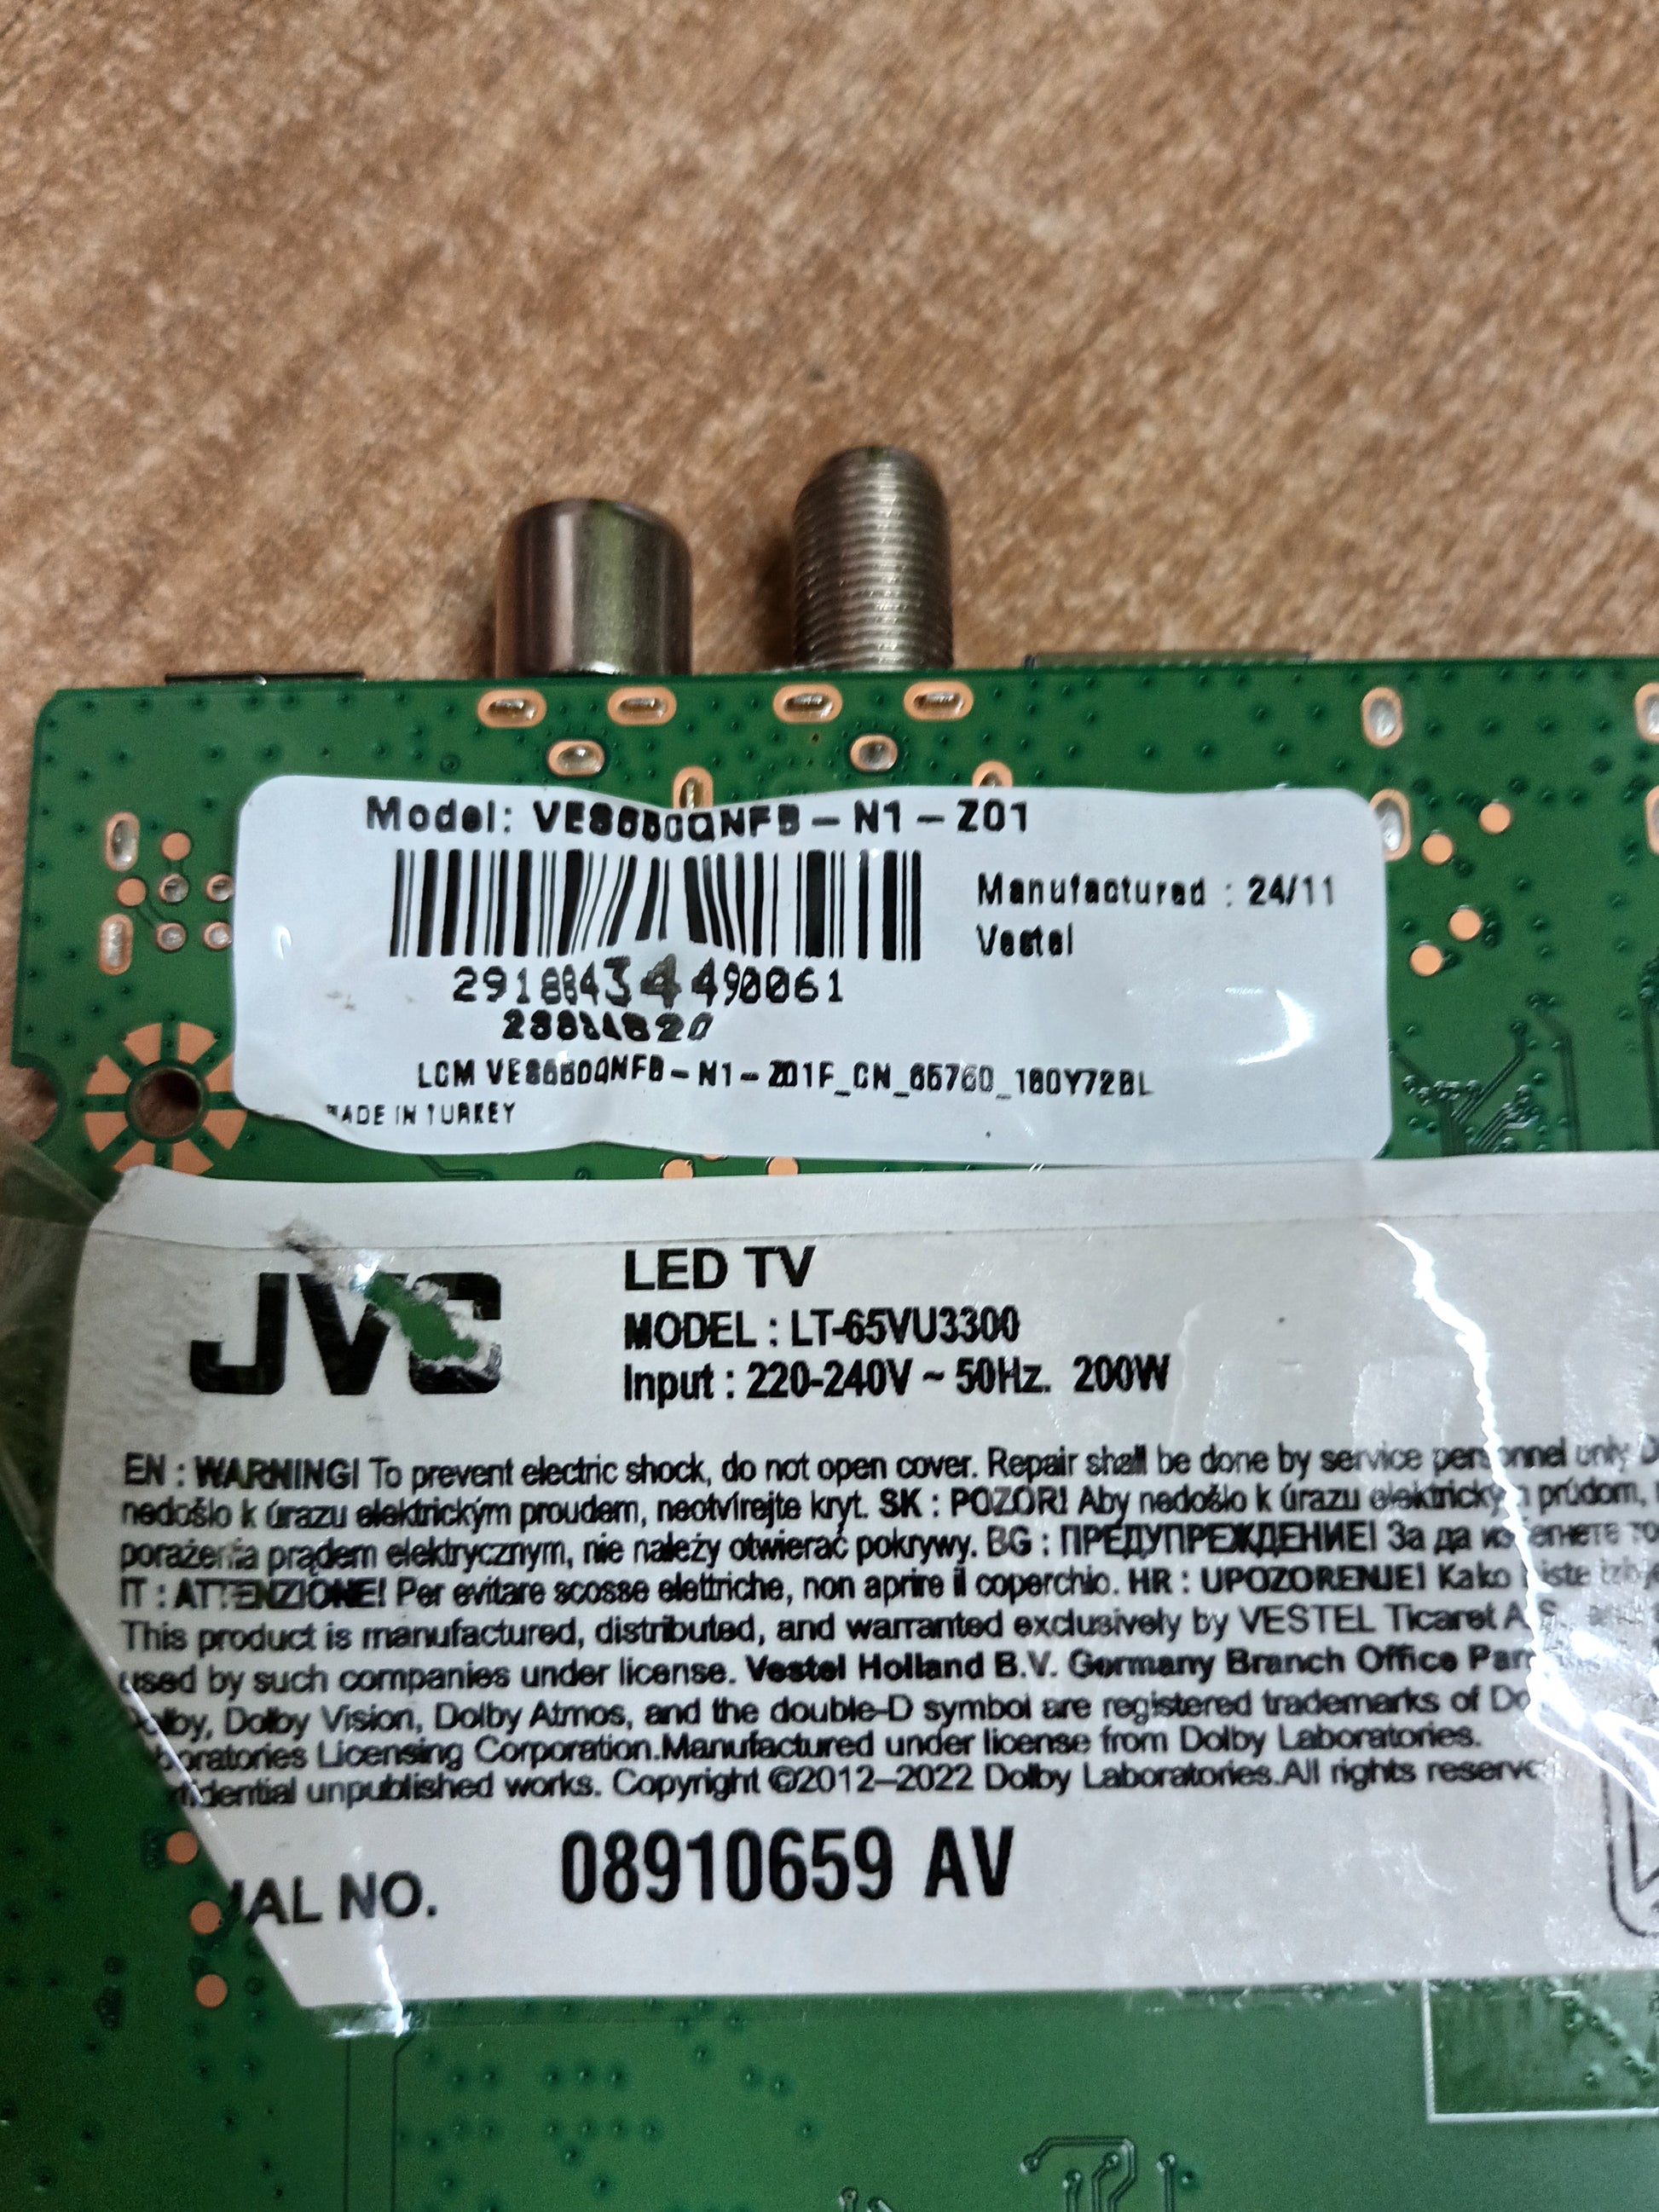 Model: VES650QNFB-N1-Z01
Manufactured : 24/11
Vestel
490061
LCM VES650QNFB-N1-Z01F_CN_65760_180Y72BL
IN TURKEY
JVC
LED TV
MODEL : LT-65VU3300
Input : 220-240V ~ 50Hz. 200W
EN : WARNING! To prevent electric shock, do not open cover. Repair shall be done by service personnel only
nedošlo k úrazu elektrickým proudem, neotvírejte kryt. SK : POZOR! Aby nedošlo k úrazu elektrickým prúdom,
porażenia prądem elektrycznym, nie należy otwierać pokrywy. BG : ПРЕДУПРЕЖДЕНИЕ! За да избегнете
IT : ATTENZIONE! Per evitare scosse elettriche, non aprire il coperchio. HR : UPOZORENJE! Kako biste
This product is manufactured, distributed, and warranted exclusively by VESTEL Ticaret A.S.
used by such companies under license. Vestel Holland B.V. Germany Branch Office
Dolby, Dolby Vision, Dolby Atmos, and the double-D symbol are registered trademarks of
Laboratories Licensing Corporation.Manufactured under license from Dolby Laboratories.
unpublished works. Copyright ©2012–2022 Dolby Laboratories.All rights
NO. 08910659 AV